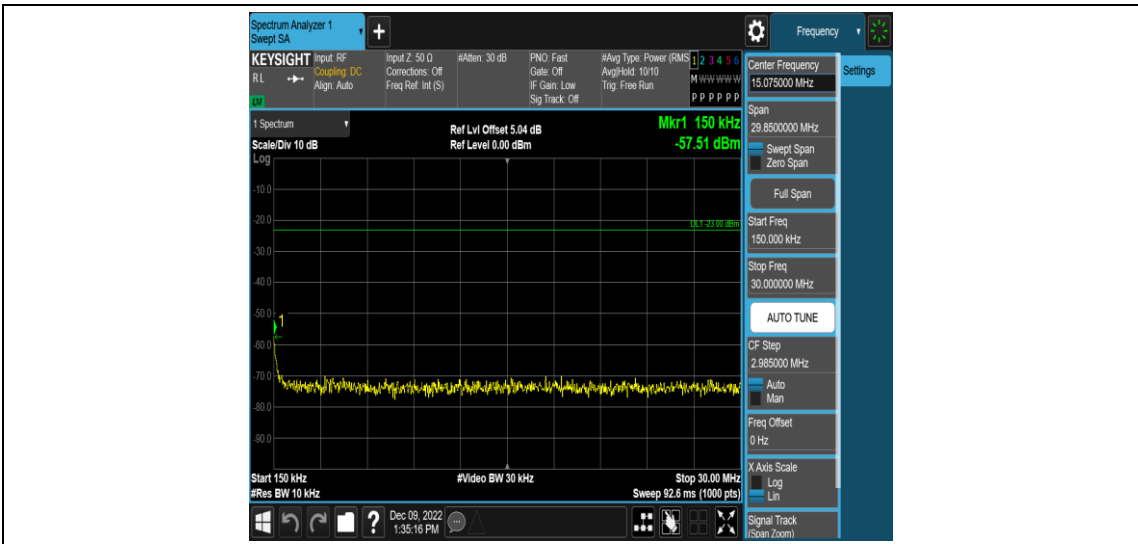 Spectrum Analyzer 1
Swept SA
+
Frequency
KEYSIGHT
Input: RF
Coupling: DC
Align: Auto
Input Z: 50 Ω
Corrections: Off
Freq Ref: Int (S)
#Atten: 30 dB
PNO: Fast
Gate: Off
IF Gain: Low
Sig Track: Off
#Avg Type: Power (RMS
Avg|Hold: 10/10
Trig: Free Run
1 2 3 4 5 6
M W W W W W
P P P P P P
R L
LXI
1 Spectrum
Scale/Div 10 dB
Log
Ref Lvl Offset 5.04 dB
Ref Level 0.00 dBm
Mkr1 150 kHz
-57.51 dBm
-10.0
-20.0
DL1 -23.00 dBm
-30.0
-40.0
-50.0
1
-60.0
-70.0
-80.0
-90.0
Start 150 kHz
#Video BW 30 kHz
Stop 30.00 MHz
#Res BW 10 kHz
Sweep 92.6 ms (1000 pts)
?
Dec 09, 2022
1:35:16 PM
Center Frequency
15.075000 MHz
Settings
Span
29.8500000 MHz
Swept Span
Zero Span
Full Span
Start Freq
150.000 kHz
Stop Freq
30.000000 MHz
AUTO TUNE
CF Step
2.985000 MHz
Auto
Man
Freq Offset
0 Hz
X Axis Scale
Log
Lin
Signal Track
(Span Zoom)